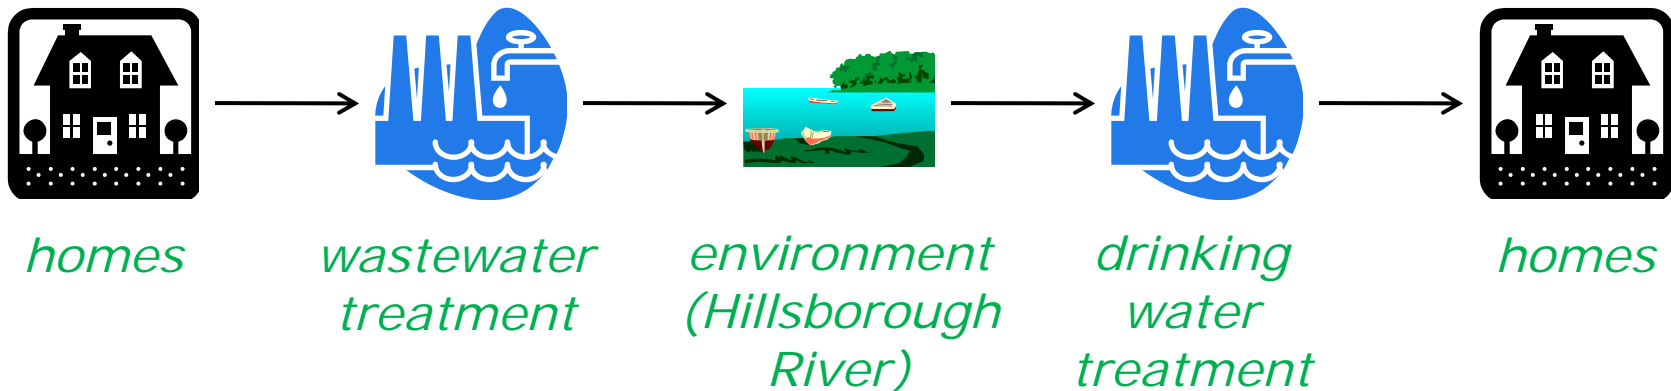 homes
wastewater
treatment
environment
(Hillsborough
River)
drinking
water
treatment
homes